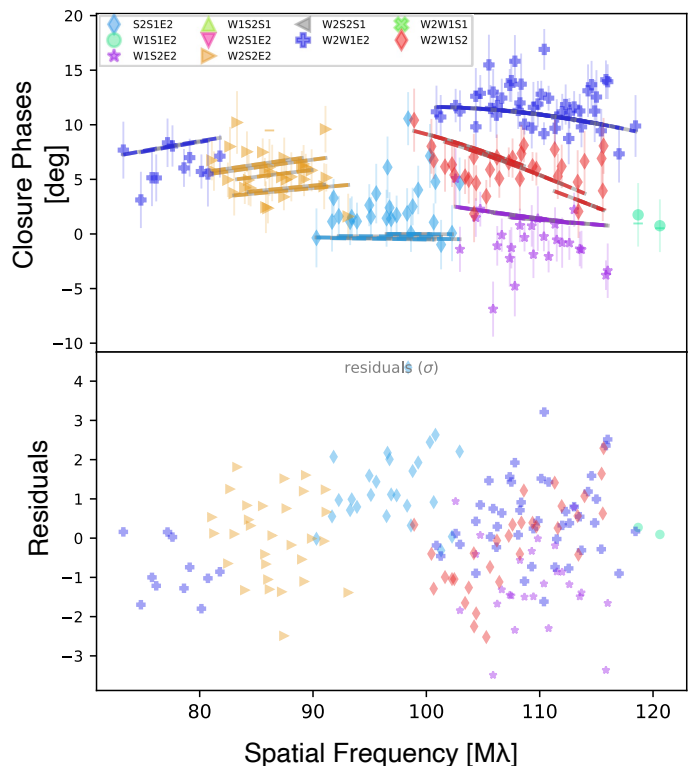 20
15
10
5
0
−5
−10
Closure Phases
[deg]
S2S1E2
W1S1E2
W1S2E2
W1S2S1
W2S1E2
W2S2E2
W2S2S1
W2W1E2
W2W1S1
W2W1S2
residuals (σ)
4
3
2
1
0
−1
−2
−3
Residuals
80
90
100
110
120
Spatial Frequency [Mλ]